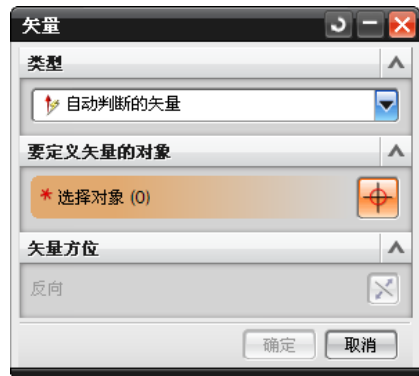 矢量
类型
自动判断的矢量
要定义矢量的对象
* 选择对象 (0)
矢量方位
反向
确定 取消